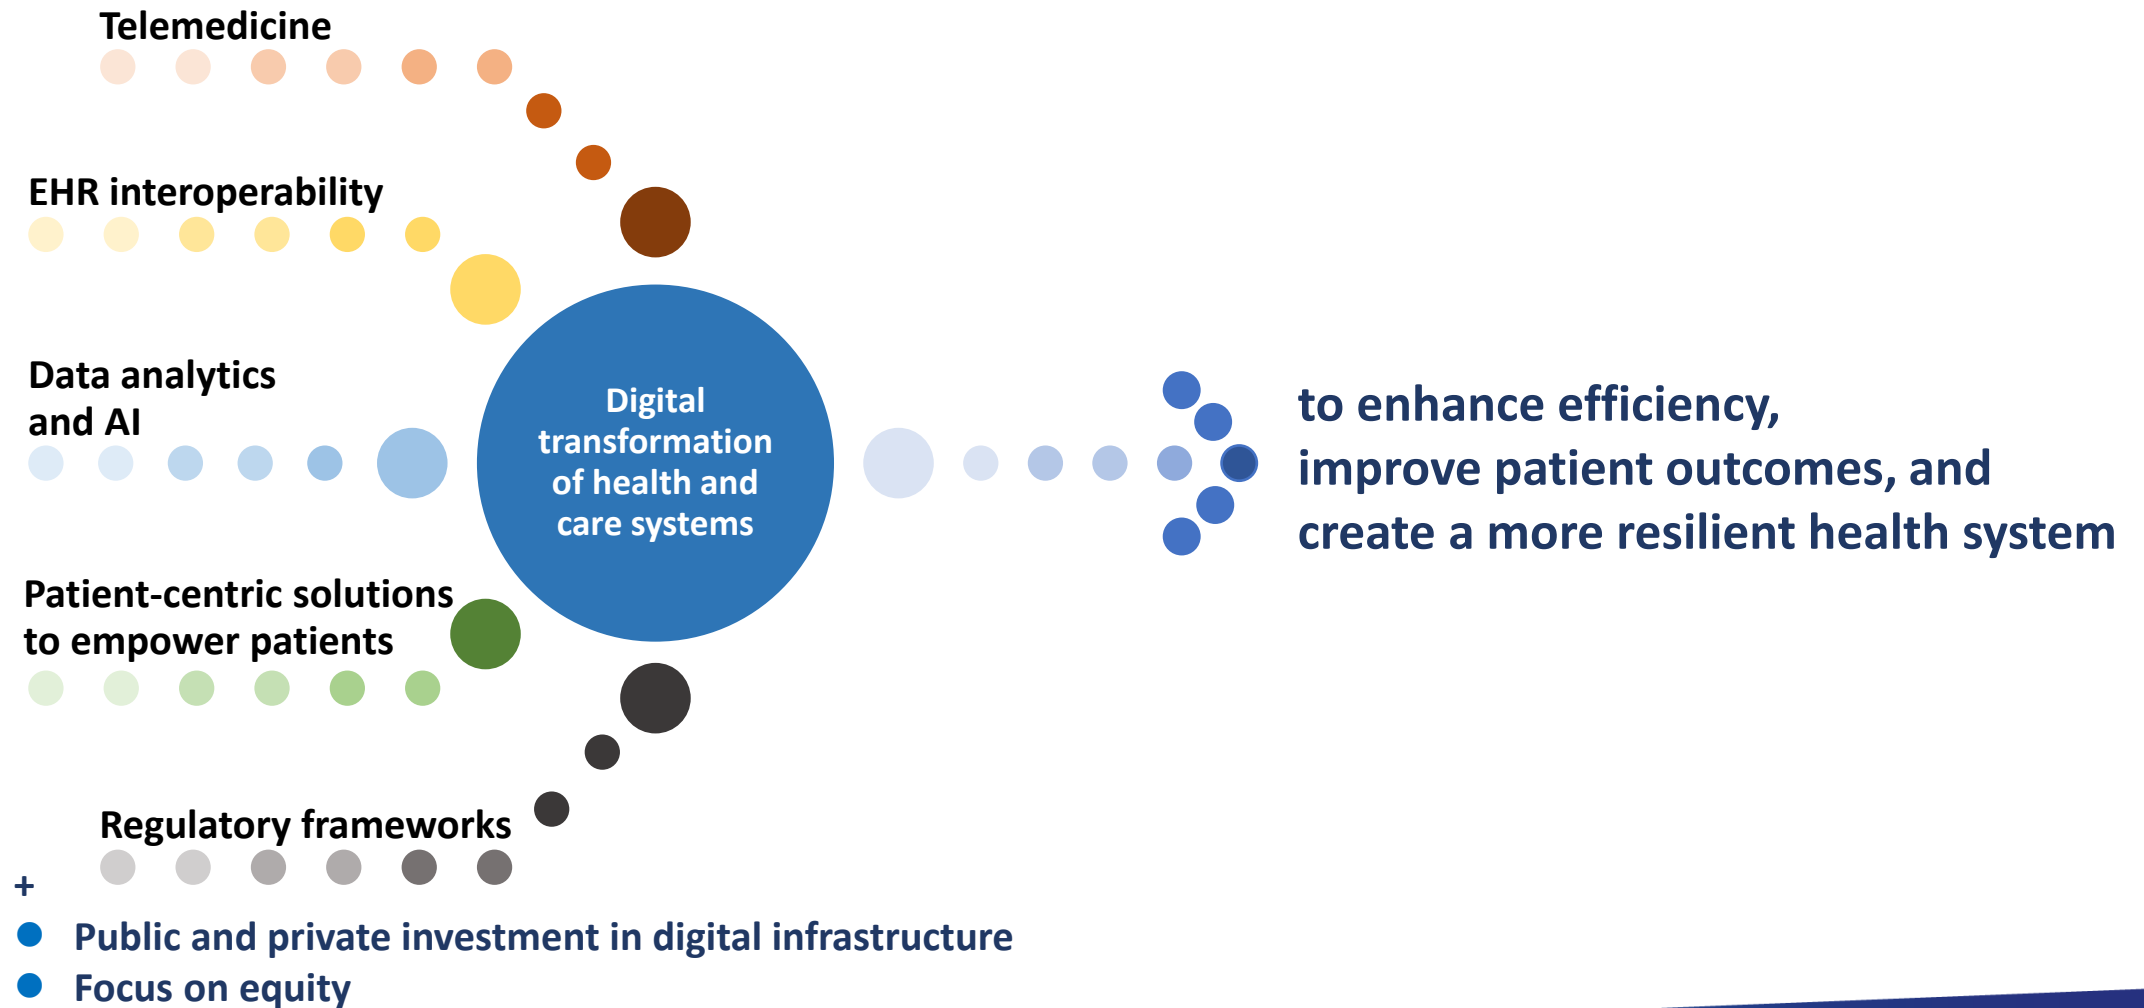 Telemedicine
EHR interoperability
Data analytics
and AI
Patient-centric solutions
to empower patients
Regulatory frameworks
Digital
transformation
of health and
care systems
to enhance efficiency,
improve patient outcomes, and
create a more resilient health system
+
Public and private investment in digital infrastructure
Focus on equity